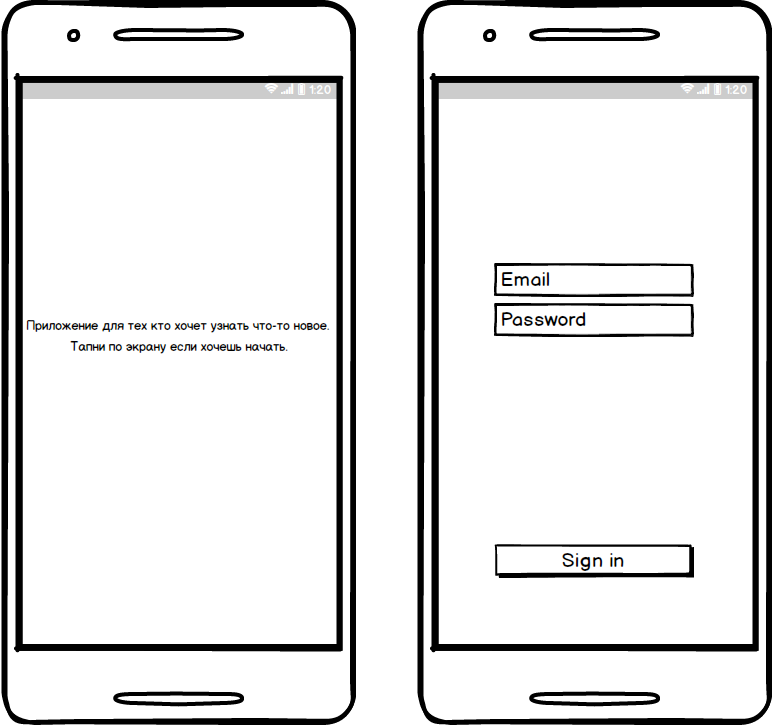 1:20
Приложение для тех кто хочет узнать что-то новое.
Тапни по экрану если хочешь начать.
1:20
Email
Password
Sign in